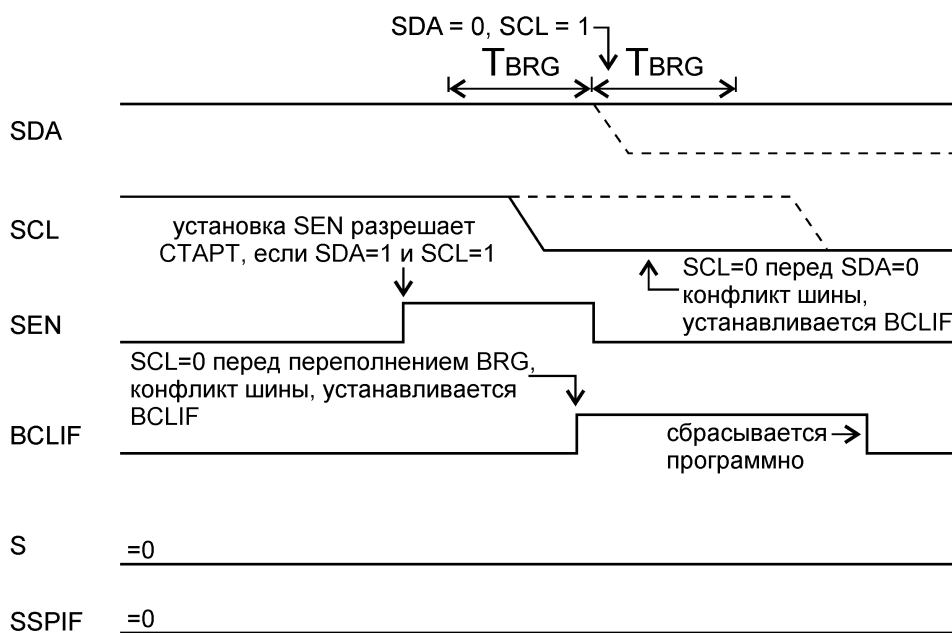 SDA = 0, SCL = 1
TBRG TBRG
SDA
SCL
установка SEN разрешает
СТАРТ, если SDA=1 и SCL=1
SCL=0 перед SDA=0
конфликт шины,
устанавливается BCLIF
SEN
SCL=0 перед переполнением BRG,
конфликт шины, устанавливается
BCLIF
BCLIF
сбрасывается
программно
S
=0
SSPIF
=0